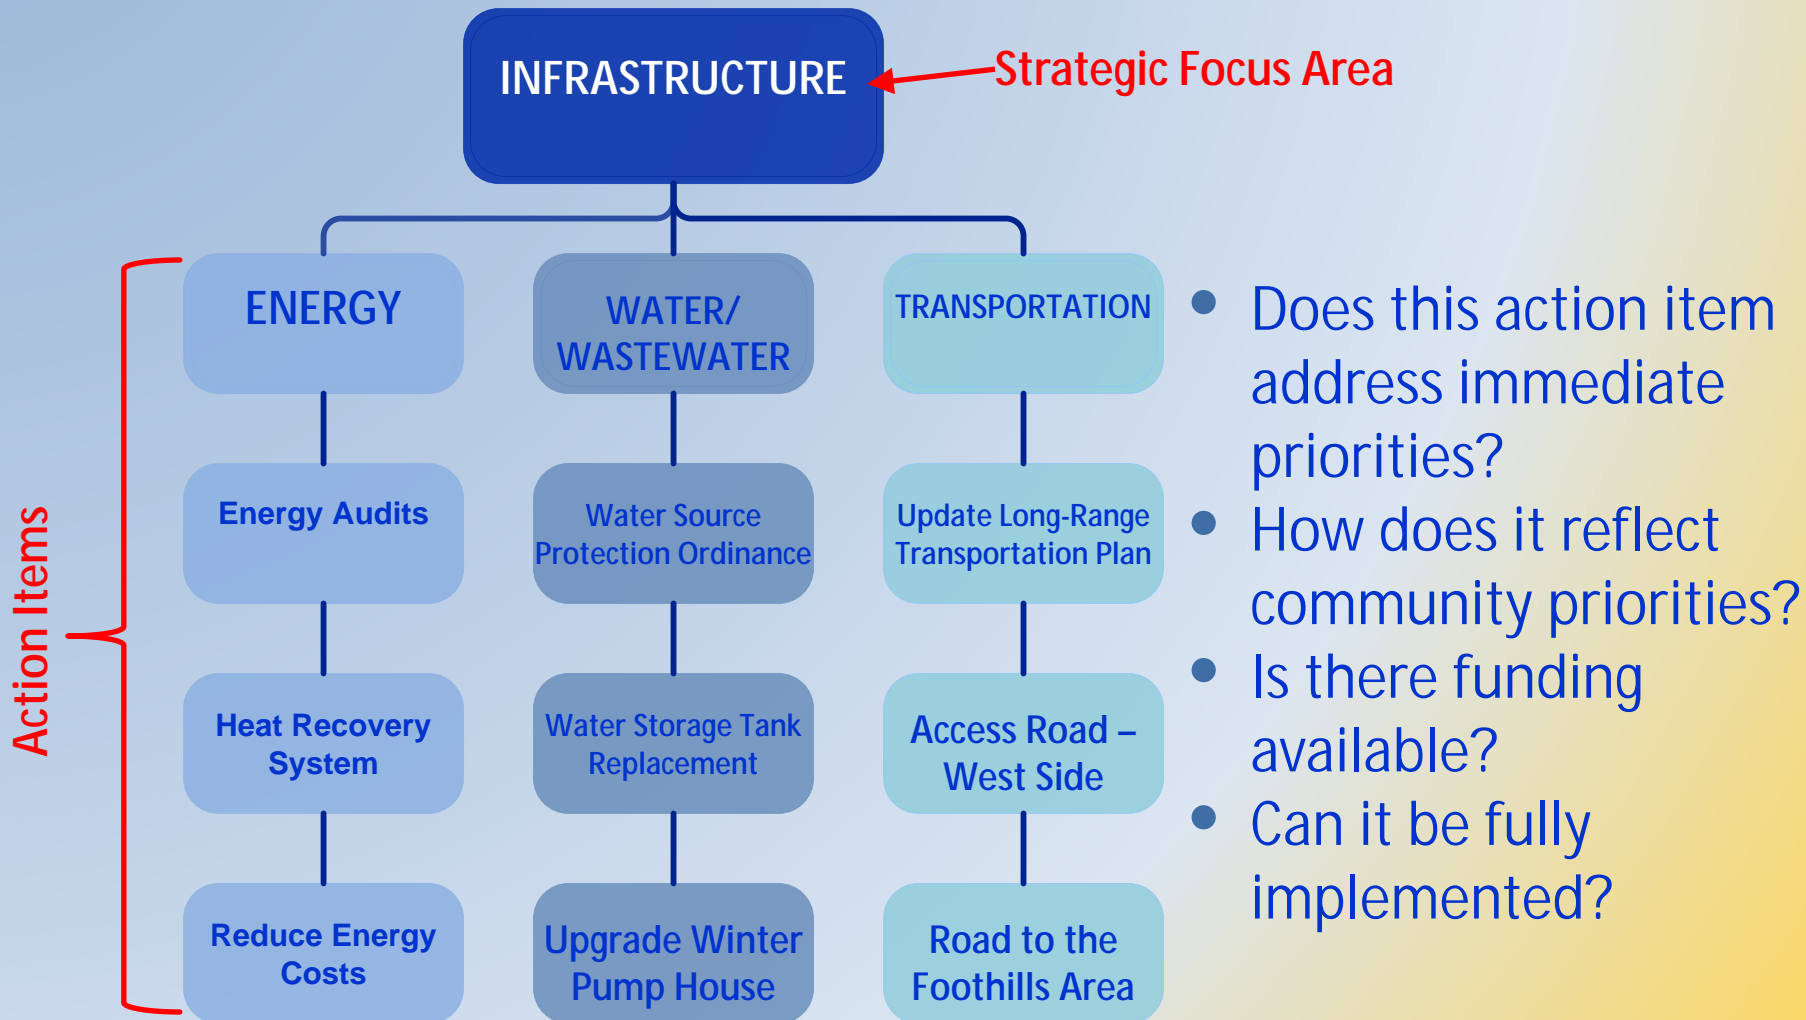 INFRASTRUCTURE
Strategic Focus Area
Action Items
ENERGY
WATER/
WASTEWATER
TRANSPORTATION
Energy Audits
Water Source
Protection Ordinance
Update Long-Range
Transportation Plan
Heat Recovery
System
Water Storage Tank
Replacement
Access Road –
West Side
Reduce Energy
Costs
Upgrade Winter
Pump House
Road to the
Foothills Area
• Does this action item
address immediate
priorities?
• How does it reflect
community priorities?
• Is there funding
available?
• Can it be fully
implemented?